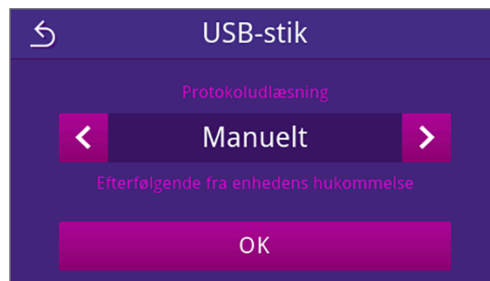 USB-stik
Protokoludlæsning
Manuelt
Efterfølgende fra enhedens hukommelse
OK